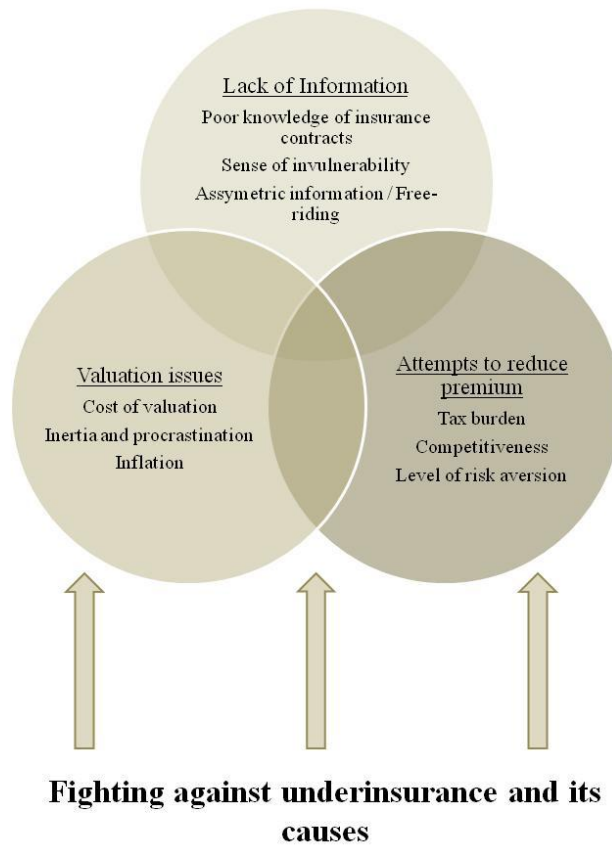 Lack of Information
Poor knowledge of insurance
contracts
Sense of invulnerability
Assymetric information / Free-
riding
Valuation issues
Cost of valuation
Inertia and procrastination
Inflation
Attempts to reduce
premium
Tax burden
Competitiveness
Level of risk aversion
Fighting against underinsurance and its
causes